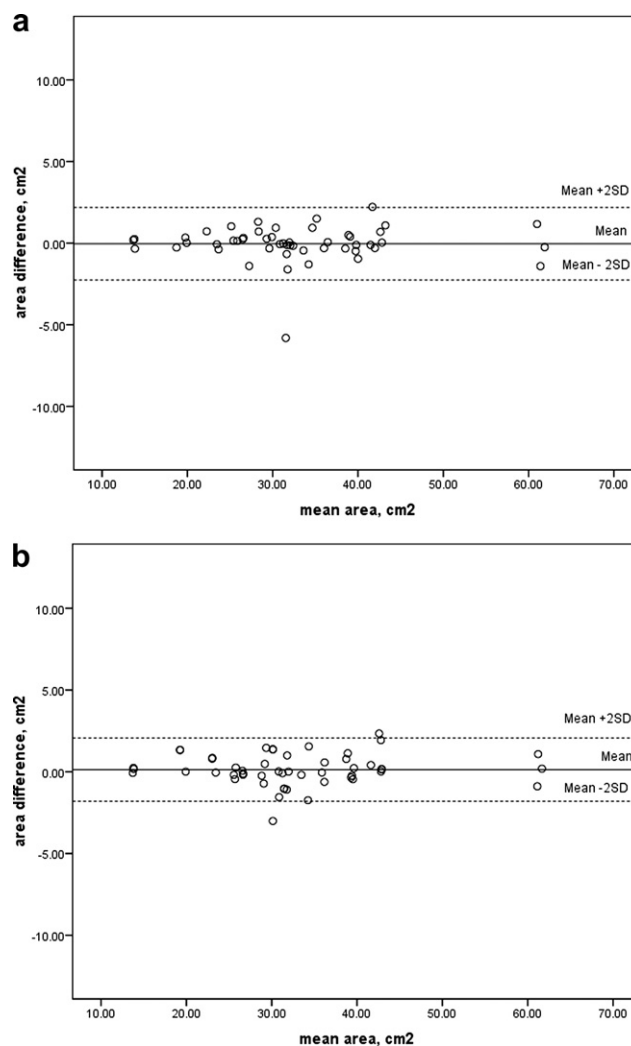 a
10.00
5.00
Mean +2SD
Mean
0.00
Mean - 2SD
-5.00
-10.00
area difference, cm2
10.00 20.00 30.00 40.00 50.00 60.00 70.00
mean area, cm2
b
10.00
5.00
Mean +2SD
Mean
0.00
Mean -2SD
-5.00
-10.00
area difference, cm2
10.00 20.00 30.00 40.00 50.00 60.00 70.00
mean area, cm2